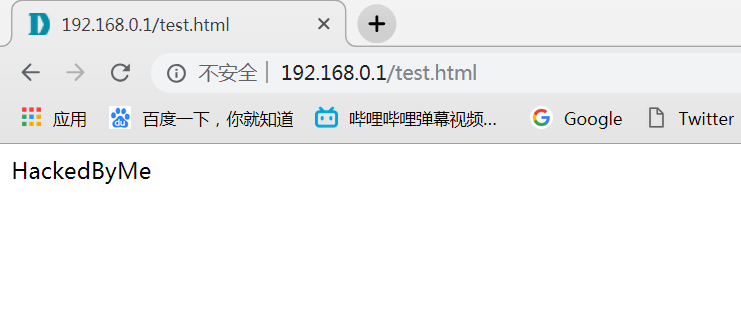 192.168.0.1/test.html
不安全 192.168.0.1/test.html
应用 百度一下，你就知道 哔哩哔哩弹幕视频... Google Twitter
HackedByMe